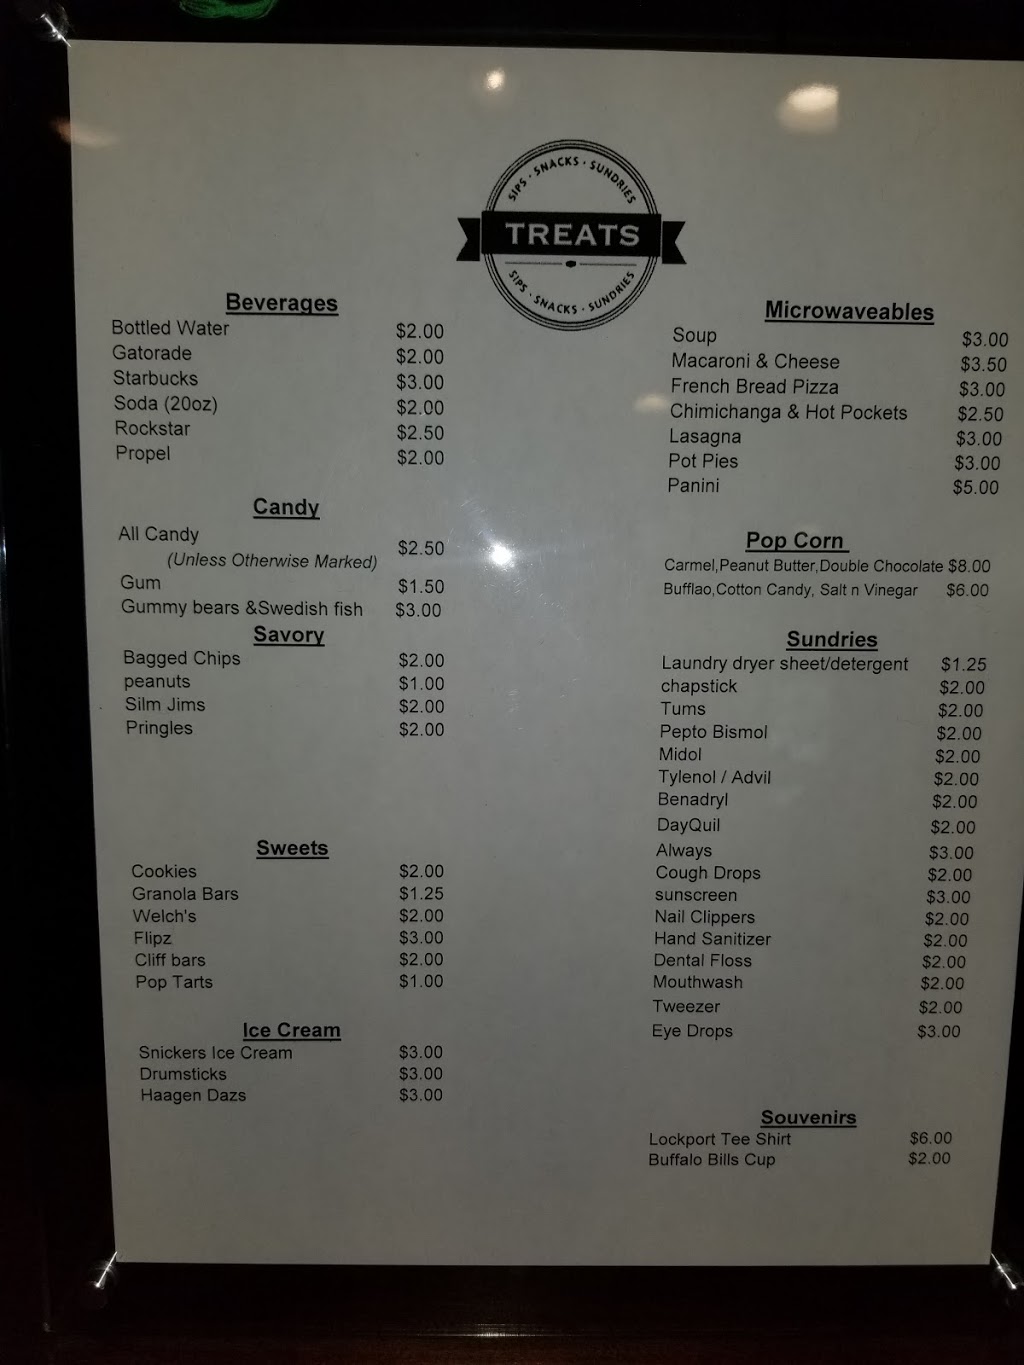 SIPS · SNACKS · SUNDRIES
TREATS
SIPS · SNACKS · SUNDRIES
Beverages
Bottled Water $2.00
Gatorade $2.00
Starbucks $3.00
Soda (20oz) $2.00
Rockstar $2.50
Propel $2.00
Candy
All Candy
(Unless Otherwise Marked) $2.50
Gum $1.50
Gummy bears &Swedish fish $3.00
Savory
Bagged Chips $2.00
peanuts $1.00
Silm Jims $2.00
Pringles $2.00
Sweets
Cookies $2.00
Granola Bars $1.25
Welch's $2.00
Flipz $3.00
Cliff bars $2.00
Pop Tarts $1.00
Ice Cream
Snickers Ice Cream $3.00
Drumsticks $3.00
Haagen Dazs $3.00
Microwaveables
Soup $3.00
Macaroni & Cheese $3.50
French Bread Pizza $3.00
Chimichanga & Hot Pockets $2.50
Lasagna $3.00
Pot Pies $3.00
Panini $5.00
Pop Corn
Carmel,Peanut Butter,Double Chocolate $8.00
Bufflao,Cotton Candy, Salt n Vinegar $6.00
Sundries
Laundry dryer sheet/detergent $1.25
chapstick $2.00
Tums $2.00
Pepto Bismol $2.00
Midol $2.00
Tylenol / Advil $2.00
Benadryl $2.00
DayQuil $2.00
Always $3.00
Cough Drops $2.00
sunscreen $3.00
Nail Clippers $2.00
Hand Sanitizer $2.00
Dental Floss $2.00
Mouthwash $2.00
Tweezer $2.00
Eye Drops $3.00
Souvenirs
Lockport Tee Shirt $6.00
Buffalo Bills Cup $2.00